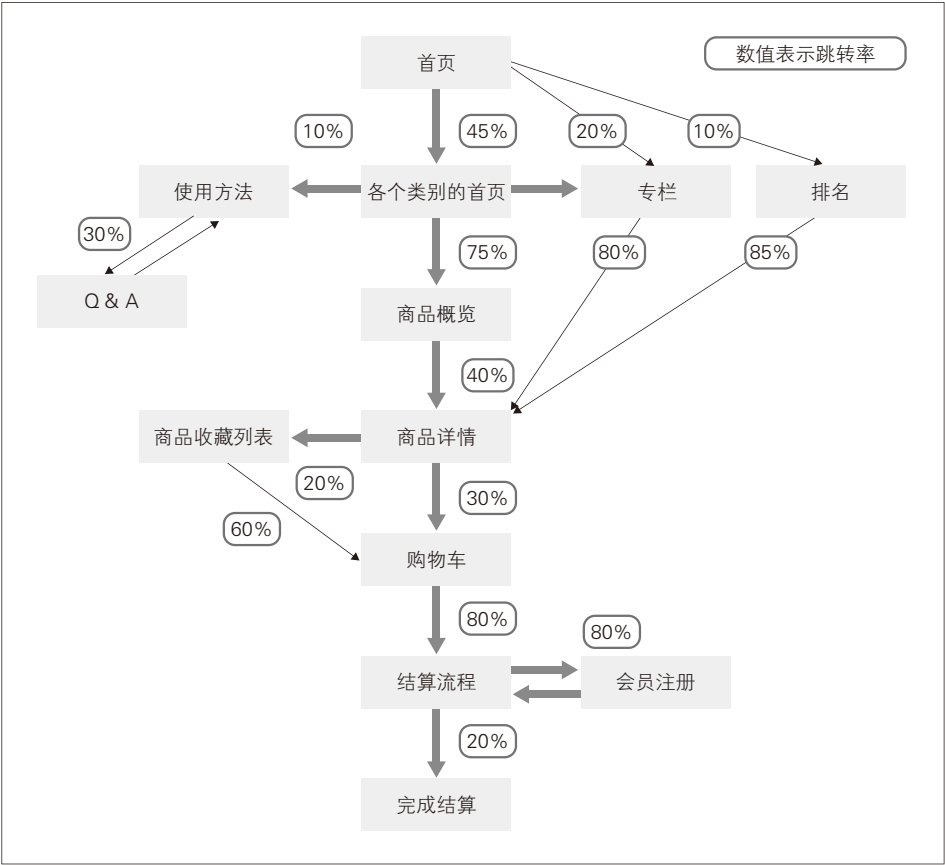 首页
数值表示跳转率
10%
45%
20%
10%
使用方法
各个类别的首页
专栏
排名
30%
75%
80%
85%
Q & A
商品概览
40%
商品收藏列表
商品详情
20%
30%
60%
购物车
80%
80%
结算流程
会员注册
20%
完成结算